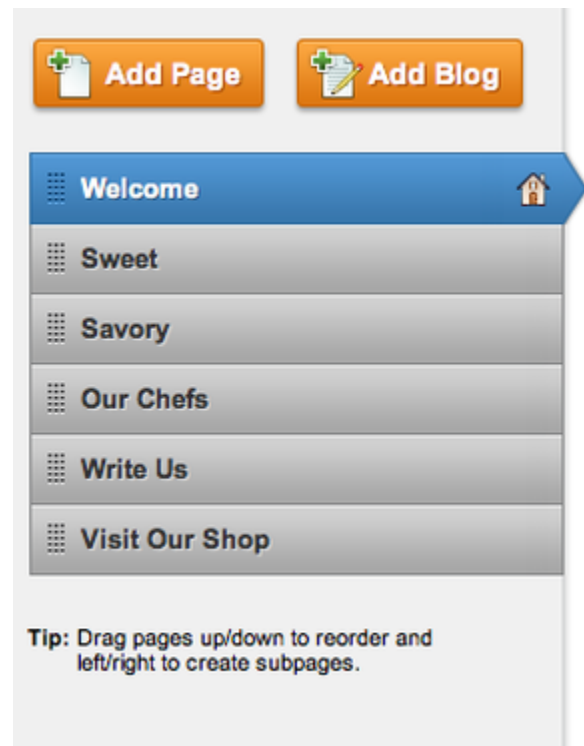 Add Page
Add Blog
Welcome
Sweet
Savory
Our Chefs
Write Us
Visit Our Shop
Tip: Drag pages up/down to reorder and
left/right to create subpages.